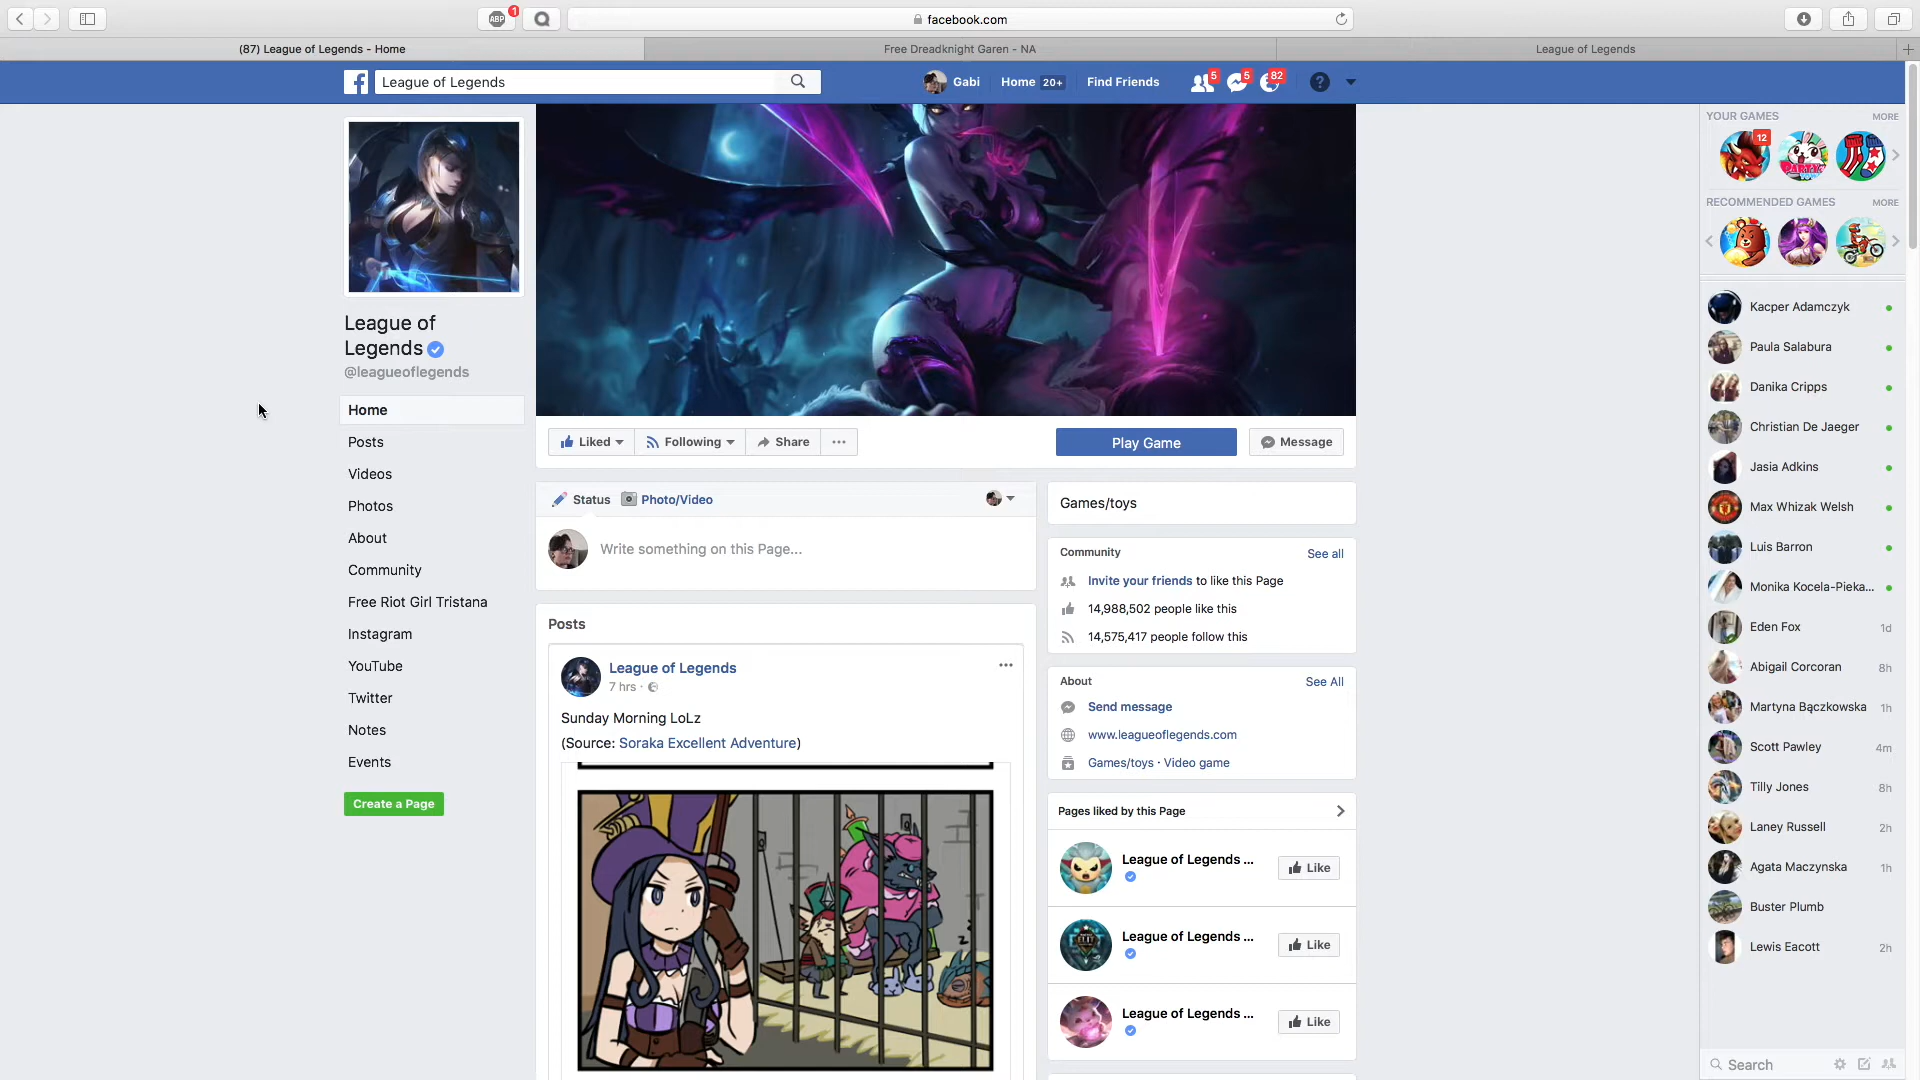 ABP
1
facebook.com
(87) League of Legends - Home
Free Dreadknight Garen - NA
League of Legends
League of Legends
Gabi
Home 20+
Find Friends
5
5
82
League of
Legends
@leagueoflegends
Home
Posts
Videos
Photos
About
Community
Free Riot Girl Tristana
Instagram
YouTube
Twitter
Notes
Events
Create a Page
Liked
Following
Share
Play Game
Message
Status
Photo/Video
Write something on this Page...
Posts
League of Legends
7 hrs ·
Sunday Morning LoLz
(Source: Soraka Excellent Adventure)
z
z
Games/toys
Community
See all
Invite your friends to like this Page
14,988,502 people like this
14,575,417 people follow this
About
See All
Send message
www.leagueoflegends.com
Games/toys · Video game
Pages liked by this Page
League of Legends ...
Like
League of Legends ...
Like
League of Legends ...
Like
YOUR GAMES
MORE
12
PARTY
RECOMMENDED GAMES
MORE
Kacper Adamczyk
Paula Salabura
Danika Cripps
Christian De Jaeger
Jasia Adkins
Max Whizak Welsh
Luis Barron
Monika Kocela-Pieka...
Eden Fox 1d
Abigail Corcoran 8h
Martyna Bączkowska 1h
Scott Pawley 4m
Tilly Jones 8h
Laney Russell 2h
Agata Maczynska 1h
Buster Plumb
Lewis Eacott 2h
Search